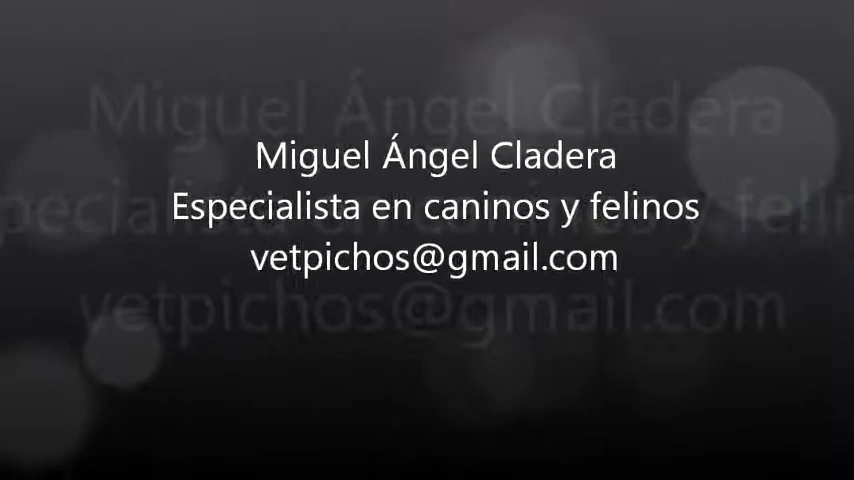 Miguel Ángel Cladera
Especialista en caninos y felinos
vetpichos@gmail.com